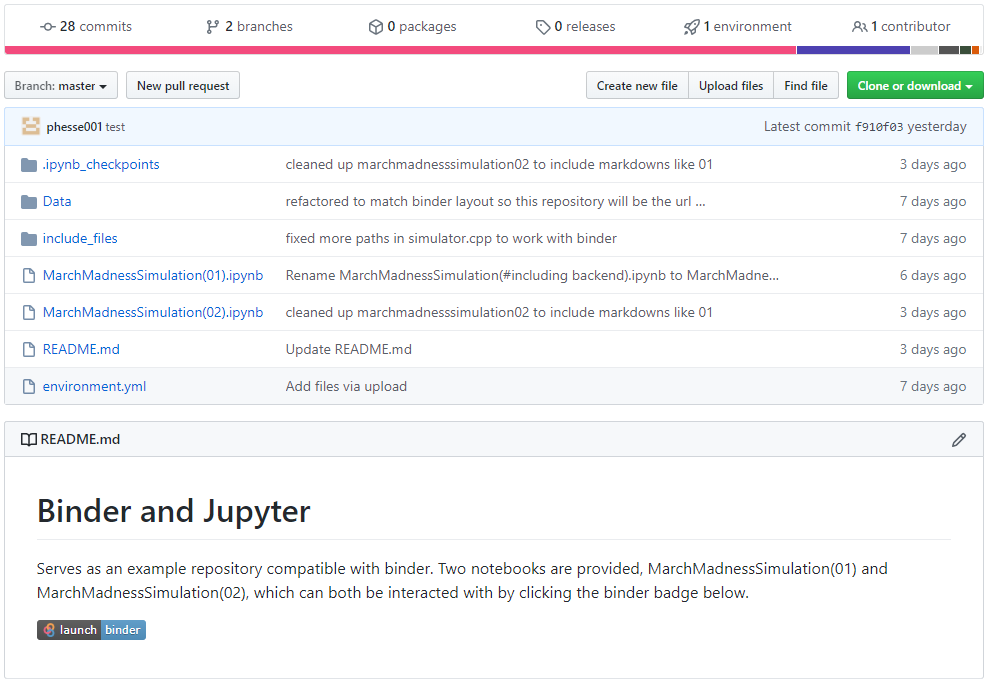 28 commits 2 branches 0 packages 0 releases 1 environment 1 contributor
Branch: master New pull request Create new file Upload files Find file Clone or download
phesse001 test Latest commit f910f03 yesterday
.ipynb_checkpoints cleaned up marchmadnesssimulation02 to include markdowns like 01 3 days ago
Data refactored to match binder layout so this repository will be the url ... 7 days ago
include_files fixed more paths in simulator.cpp to work with binder 7 days ago
MarchMadnessSimulation(01).ipynb Rename MarchMadnessSimulation(#including backend).ipynb to MarchMadne... 6 days ago
MarchMadnessSimulation(02).ipynb cleaned up marchmadnesssimulation02 to include markdowns like 01 3 days ago
README.md Update README.md 3 days ago
environment.yml Add files via upload 7 days ago
README.md
Binder and Jupyter
Serves as an example repository compatible with binder. Two notebooks are provided, MarchMadnessSimulation(01) and
MarchMadnessSimulation(02), which can both be interacted with by clicking the binder badge below.
launch binder